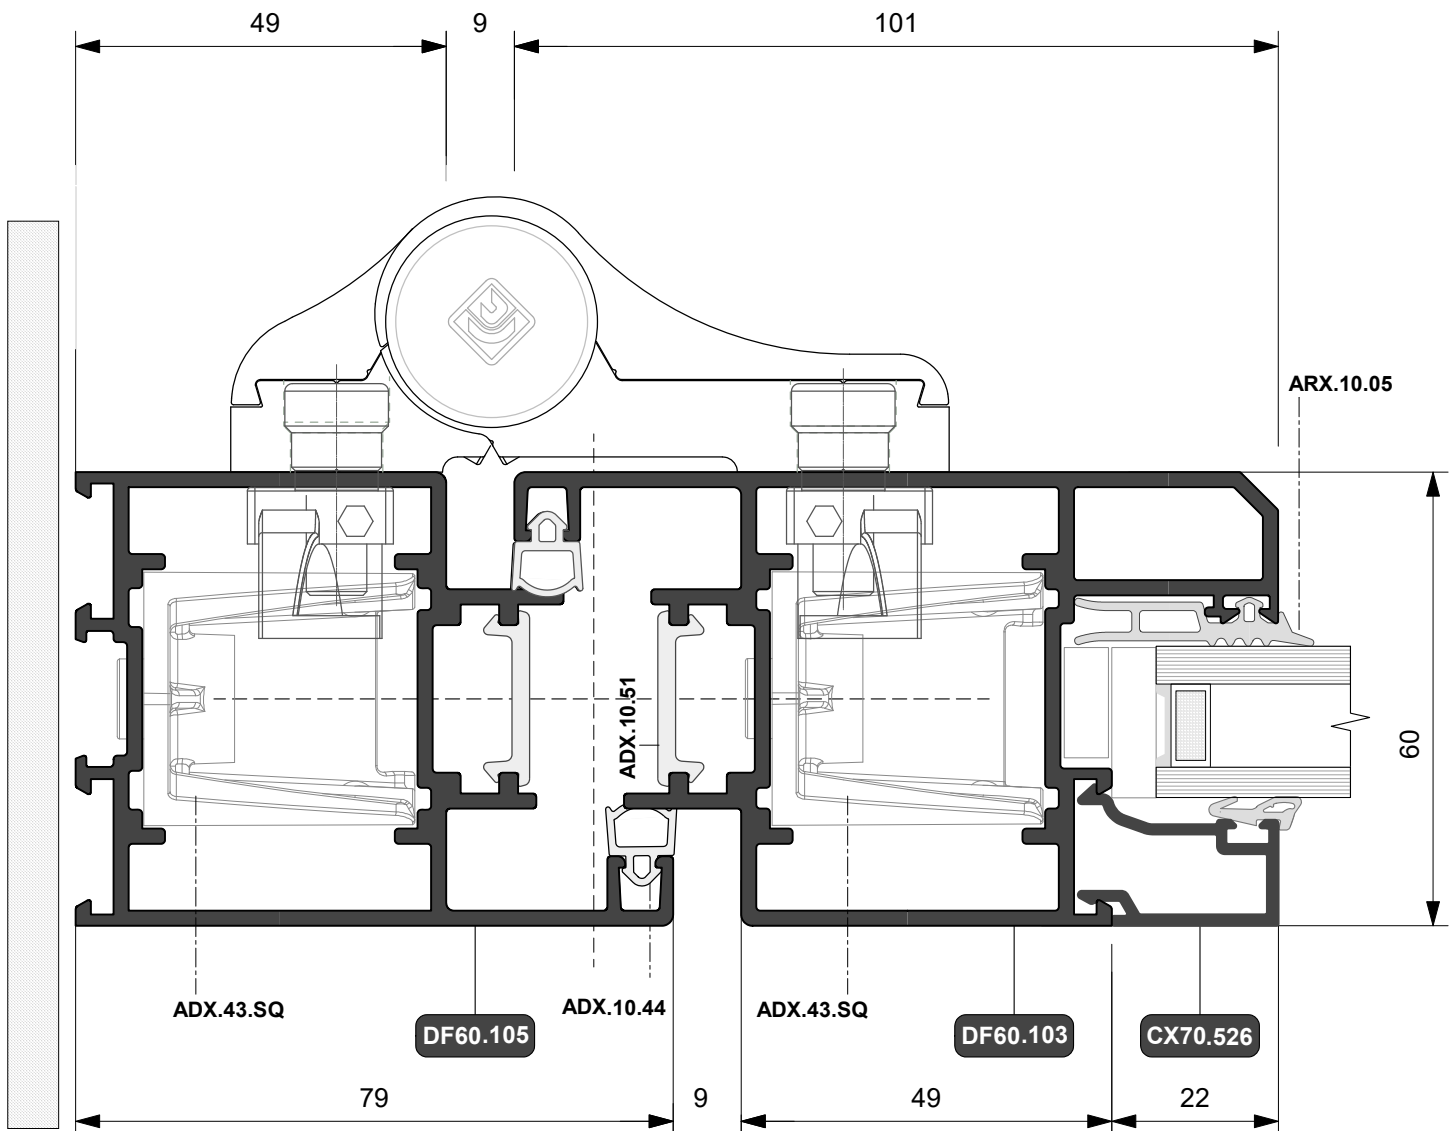 49
9
101
ARX.10.05
ADX.10.51
60
ADX.43.SQ
DF60.105
ADX.10.44
ADX.43.SQ
DF60.103
CX70.526
79
9
49
22